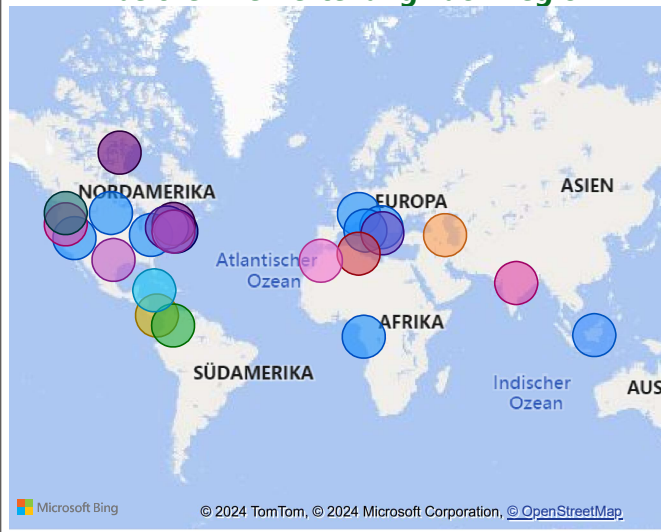 NORDAMERIKA
EUROPA
ASIEN
Atlantischer
Ozean
AFRIKA
SÜDAMERIKA
Indischer
Ozean
AUS
Microsoft Bing
© 2024 TomTom, © 2024 Microsoft Corporation, © OpenStreetMap